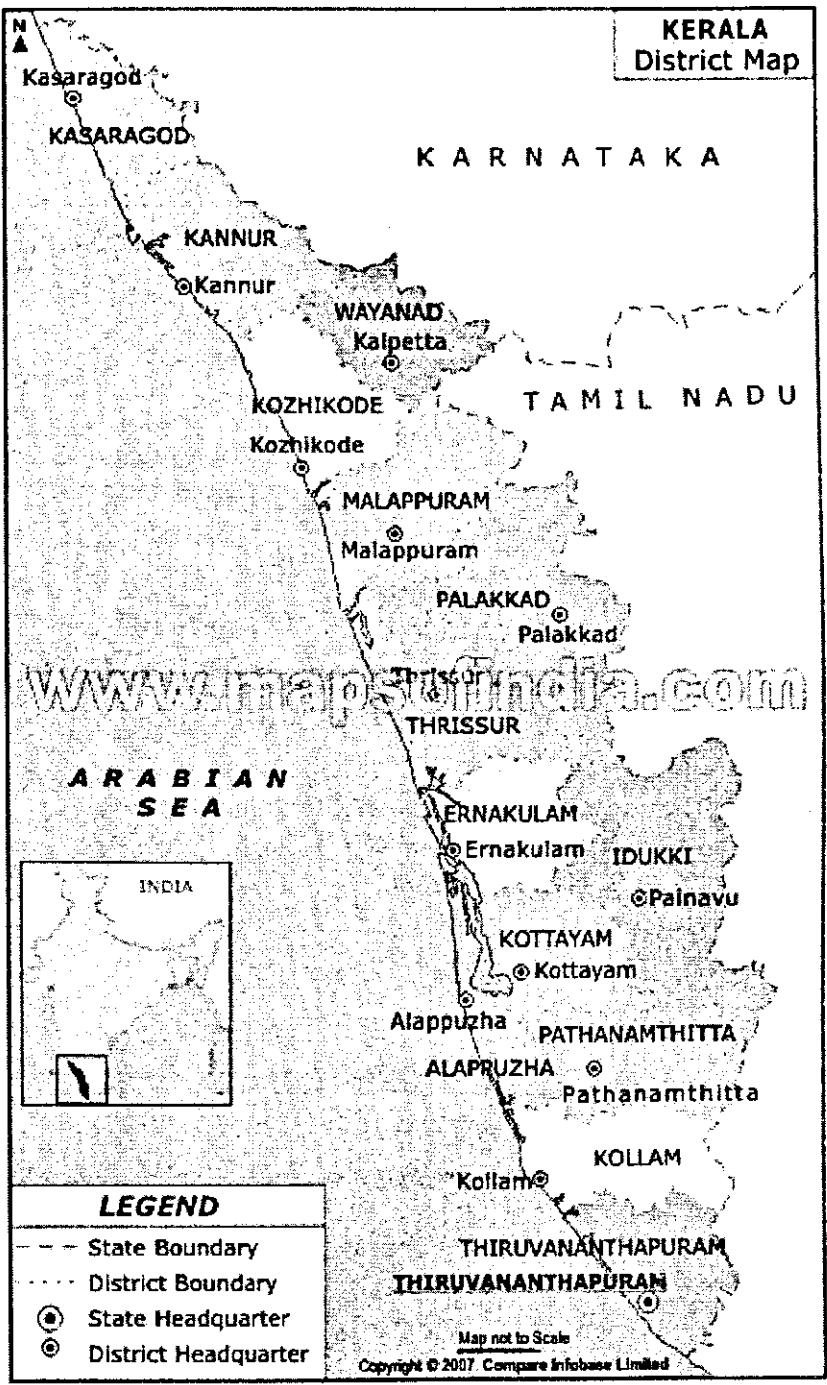 N
KERALA
District Map
Kasaragod
KASARAGOD
KARNATAKA
KANNUR
Kannur
WAYANAD
Kalpetta
TAMIL NADU
KOZHIKODE
Kozhikode
MALAPPURAM
Malappuram
PALAKKAD
Palakkad
Thrissur
www.mapsofindia.com
THRISSUR
ARABIAN
SEA
ERNAKULAM
Ernakulam
IDUKKI
Painavu
INDIA
KOTTAYAM
Kottayam
Alappuzha
PATHANAMTHITTA
ALAPPUZHA
Pathanamthitta
KOLLAM
Kollam
LEGEND
State Boundary
District Boundary
State Headquarter
District Headquarter
THIRUVANANTHAPURAM
THIRUVANANTHAPURAM
Map not to Scale
Copyright © 2007 Compare Infobase Limited